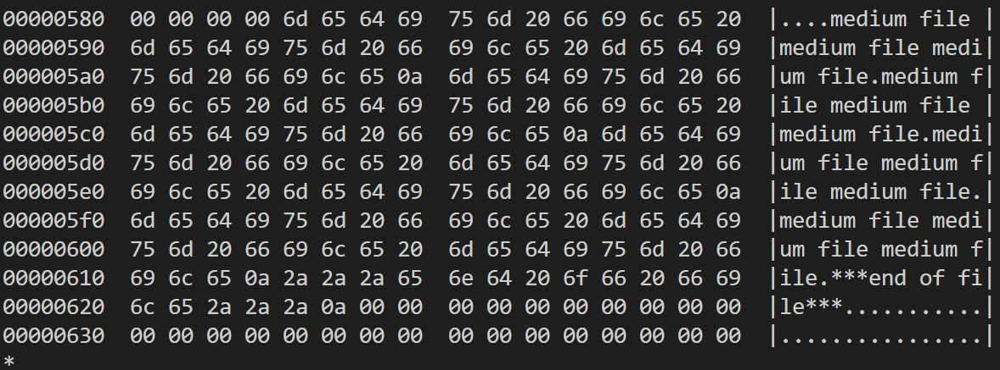 00000580  00 00 00 00 6d 65 64 69  75 6d 20 66 69 6c 65 20  |....medium file |
00000590  6d 65 64 69 75 6d 20 66  69 6c 65 20 6d 65 64 69  |medium file medi|
000005a0  75 6d 20 66 69 6c 65 0a  6d 65 64 69 75 6d 20 66  |um file.medium f|
000005b0  69 6c 65 20 6d 65 64 69  75 6d 20 66 69 6c 65 20  |ile medium file |
000005c0  6d 65 64 69 75 6d 20 66  69 6c 65 0a 6d 65 64 69  |medium file.medi|
000005d0  75 6d 20 66 69 6c 65 20  6d 65 64 69 75 6d 20 66  |um file medium f|
000005e0  69 6c 65 20 6d 65 64 69  75 6d 20 66 69 6c 65 0a  |ile medium file.|
000005f0  6d 65 64 69 75 6d 20 66  69 6c 65 20 6d 65 64 69  |medium file medi|
00000600  75 6d 20 66 69 6c 65 20  6d 65 64 69 75 6d 20 66  |um file medium f|
00000610  69 6c 65 0a 2a 2a 2a 65  6e 64 20 6f 66 20 66 69  |ile.***end of fi|
00000620  6c 65 2a 2a 2a 0a 00 00  00 00 00 00 00 00 00 00  |le***...........|
00000630  00 00 00 00 00 00 00 00  00 00 00 00 00 00 00 00  |................|
*